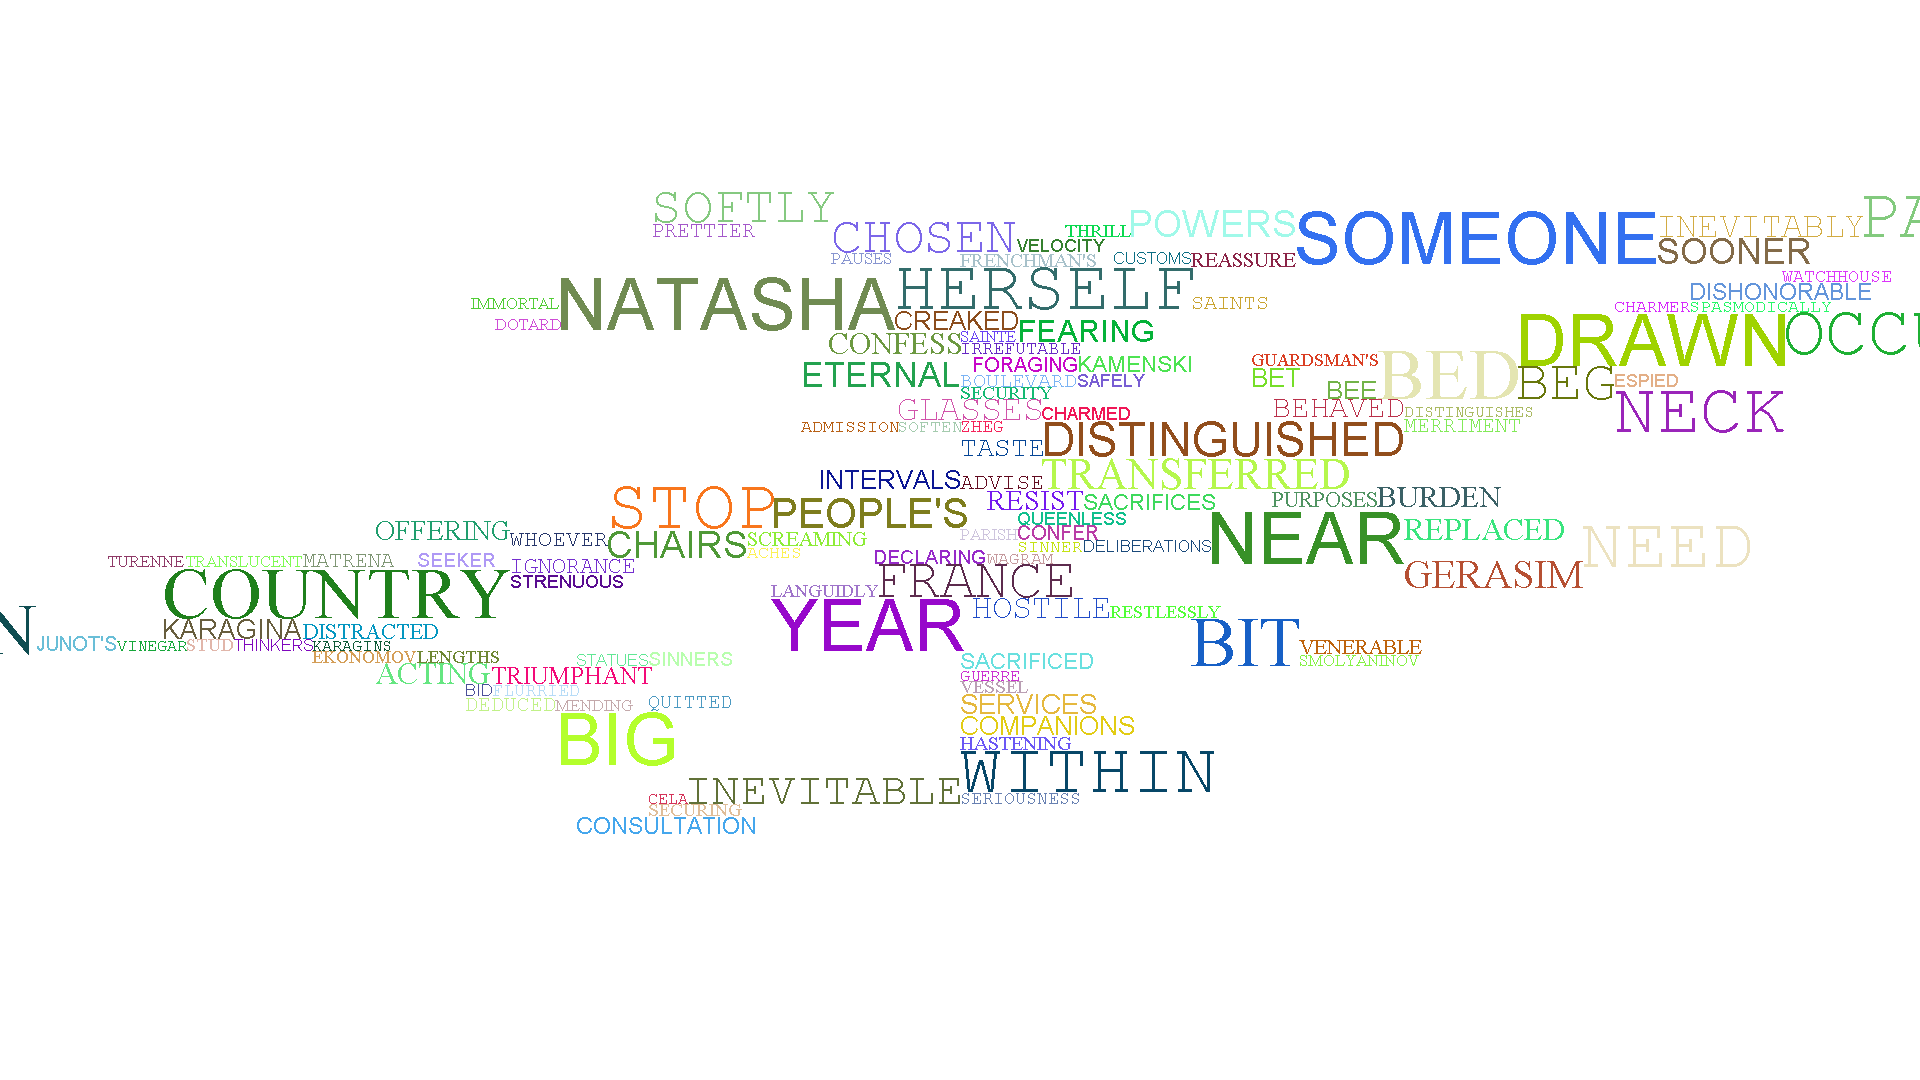 SOFTLY
PRETTIER
CHOSEN
PAUSES
THRILL
POWERS
SOMEONE
INEVITABLY
SOONER
VELOCITY
FRENCHMAN'S
CUSTOMS
REASSURE
WATCHHOUSE
DISHONORABLE
IMMORTAL
DOTARD
NATASHA
HERSELF
SAINTS
CHARMER
SPASMODICALLY
CREAKED
FEARING
DRAWN
CONFESS
SAINTE
IRREFUTABLE
FORAGING
KAMENSKI
GUARDSMAN'S
BET
BED
BEE
BEG
ESPIED
ETERNAL
BOULEVARD
SAFELY
SECURITY
NECK
GLASSES
CHARMED
BEHAVED
DISTINGUISHES
MERRIMENT
ADMISSION
SOFTEN
ZHEG
TASTE
DISTINGUISHED
TRANSFERRED
INTERVALS
ADVISE
STOP
PEOPLE'S
RESIST
SACRIFICES
PURPOSES
BURDEN
QUEENLESS
NEAR
REPLACED
NEED
OFFERING
WHOEVER
CHAIRS
SCREAMING
ACHES
PARISH
CONFER
SINNER
DELIBERATIONS
TURENNE
TRANSLUCENT
MATRENA
SEEKER
IGNORANCE
STRENUOUS
DECLARING
WAGRAM
FRANCE
GERASIM
COUNTRY
LANGUIDLY
YEAR
HOSTILE
RESTLESSLY
KARAGINA
DISTRACTED
BIT
VENERABLE
SMOLYANINOV
JUNOT'S
VINEGAR
STUD
THINKERS
KARAGINS
EKONOMOV
LENGTHS
STATUES
SINNERS
SACRIFICED
ACTING
TRIUMPHANT
GUERRE
VESSEL
BID
FLURRIED
DEDUCED
MENDING
QUITTED
SERVICES
COMPANIONS
BIG
HASTENING
WITHIN
CELA
INEVITABLE
SERIOUSNESS
SECURING
CONSULTATION